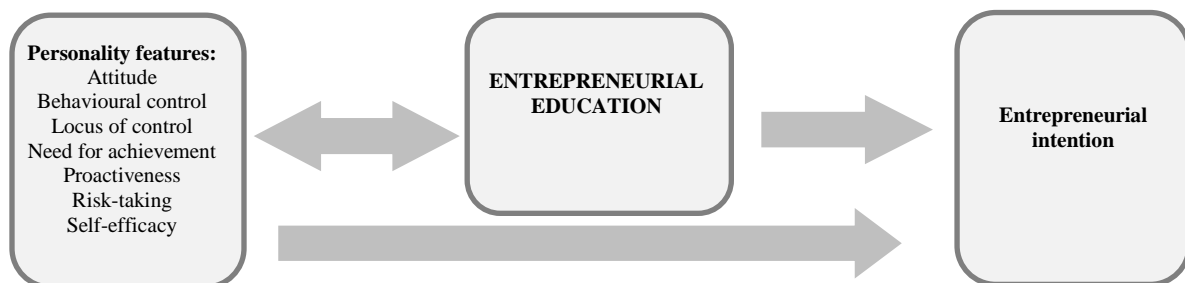 Personality features:
Attitude
Behavioural control
Locus of control
Need for achievement
Proactiveness
Risk-taking
Self-efficacy
ENTREPRENEURIAL
EDUCATION
Entrepreneurial
intention